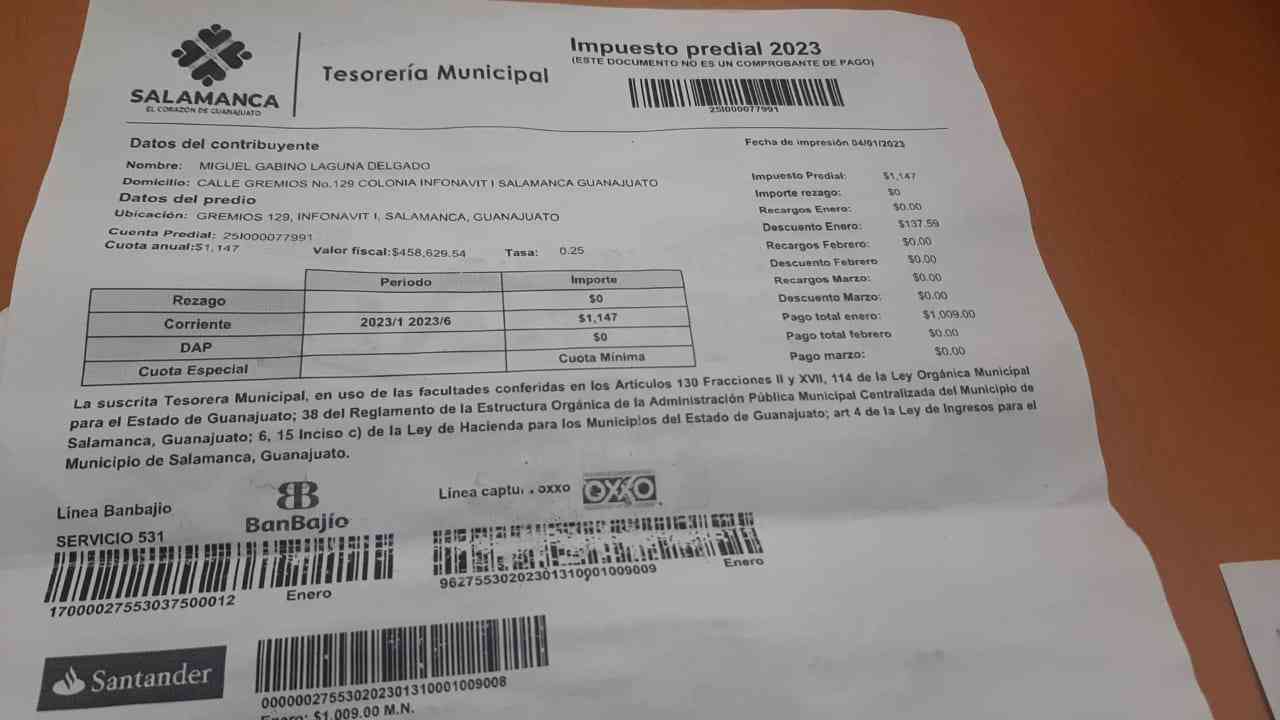 SALAMANCA
EL CORAZÓN DE GUANAJUATO
Tesorería Municipal
Impuesto predial 2023
(ESTE DOCUMENTO NO ES UN COMPROBANTE DE PAGO)
25I000077991
Datos del contribuyente
Nombre: MIGUEL GABINO LAGUNA DELGADO
Domicilio: CALLE GREMIOS No.129 COLONIA INFONAVIT I SALAMANCA GUANAJUATO
Datos del predio
Ubicación: GREMIOS 129, INFONAVIT I, SALAMANCA, GUANAJUATO
Cuenta Predial: 25I000077991
Cuota anual:$1,147 Valor fiscal:$458,629.54 Tasa: 0.25
Fecha de impresión 04/01/2023
Impuesto Predial: $1,147
Importe rezago: $0
Recargos Enero: $0.00
Descuento Enero: $137.59
Recargos Febrero: $0.00
Descuento Febrero $0.00
Recargos Marzo: $0.00
Descuento Marzo: $0.00
Pago total enero: $1,009.00
Pago total febrero $0.00
Pago marzo: $0.00
Periodo Importe
Rezago $0
Corriente 2023/1 2023/6 $1,147
DAP $0
Cuota Especial Cuota Mínima
La suscrita Tesorera Municipal, en uso de las facultades conferidas en los Artículos 130 Fracciones II y XVII, 114 de la Ley Orgánica Municipal
para el Estado de Guanajuato; 38 del Reglamento de la Estructura Orgánica de la Administración Pública Municipal Centralizada del Municipio de
Salamanca, Guanajuato; 6, 15 Inciso c) de la Ley de Hacienda para los Municipios del Estado de Guanajuato; art 4 de la Ley de Ingresos para el
Municipio de Salamanca, Guanajuato.
Línea Banbajio
SERVICIO 531
BanBajío
17000027553037500012
Enero
Línea oxxo OXXO
962755302023013100010090​09
Enero
Santander
000000275530202301310001009008
Enero: $1,009.00 M.N.